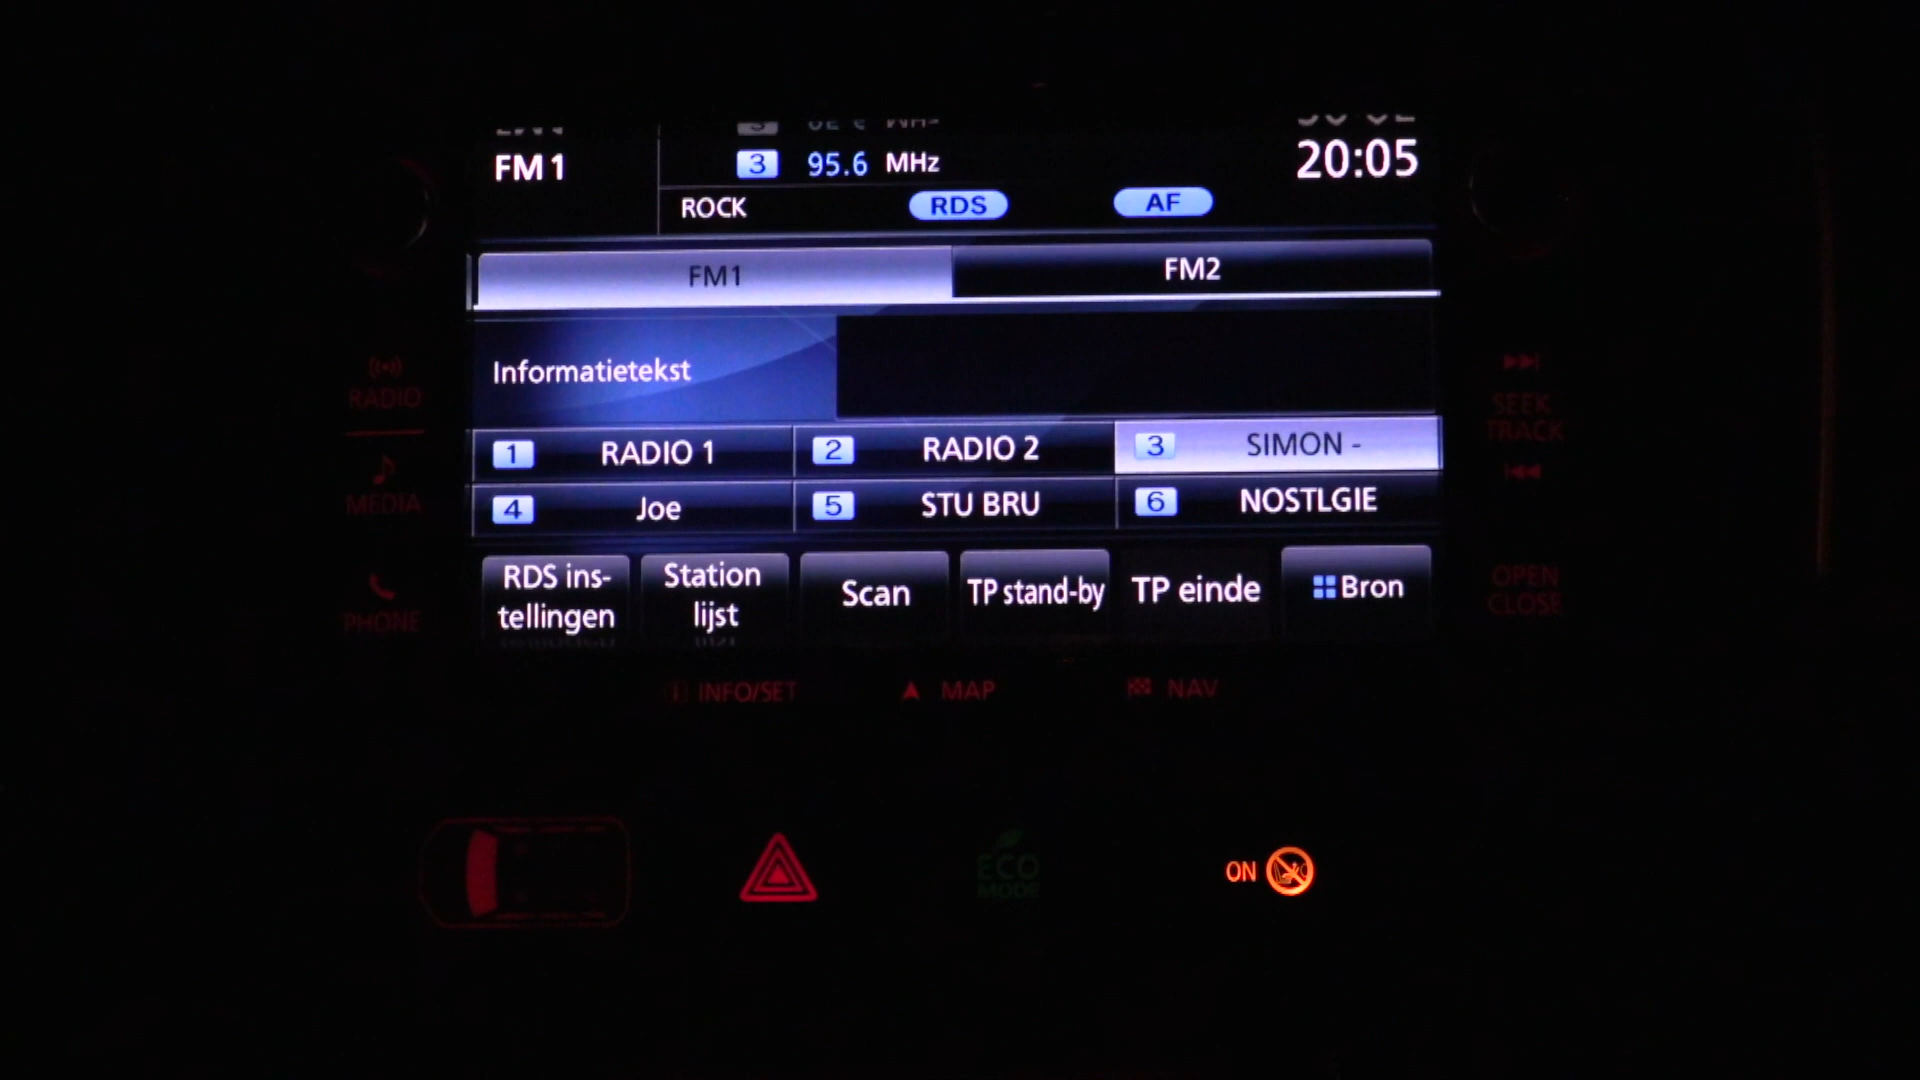 FM1
3 95.6 MHz
20:05
ROCK RDS AF
FM1 FM2
Informatietekst
1 RADIO 1 2 RADIO 2 3 SIMON -
4 Joe 5 STU BRU 6 NOSTLGIE
RDS ins-
tellingen
Station
lijst
Scan
TP stand-by
TP einde
Bron
RADIO
MEDIA
PHONE
SEEK
TRACK
OPEN
CLOSE
INFO/SET MAP NAV
ECO
MODE
ON